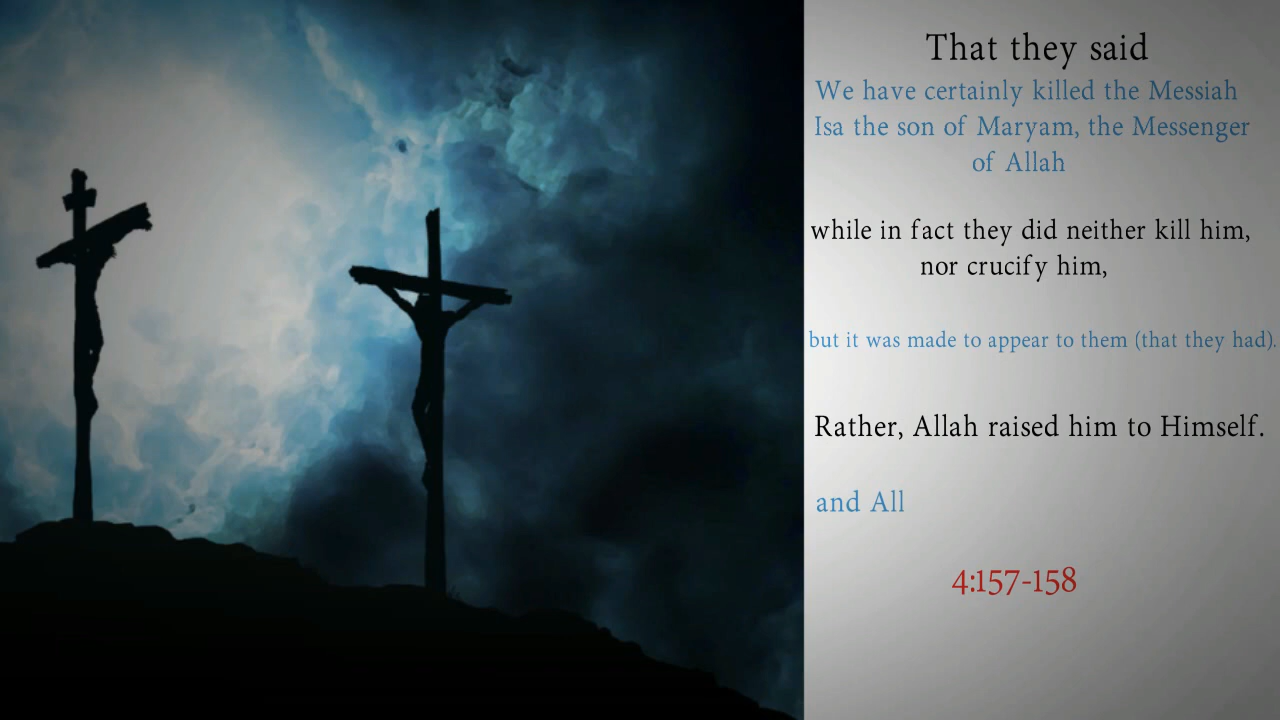 That they said
We have certainly killed the Messiah
Isa the son of Maryam, the Messenger
of Allah
while in fact they did neither kill him,
nor crucify him,
but it was made to appear to them (that they had).
Rather, Allah raised him to Himself.
and All
4:157-158